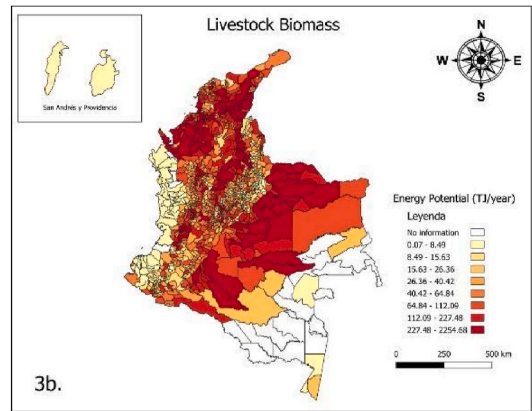 Livestock Biomass
N
W
E
S
San Andrés y Providencia
Energy Potential (TJ/year)
Leyenda
No information
0.07 - 8.49
8.49 - 15.63
15.63 - 26.36
26.36 - 40.42
40.42 - 64.84
64.84 - 112.09
112.09 - 227.48
227.48 - 2254.68
0 250 500 km
3b.